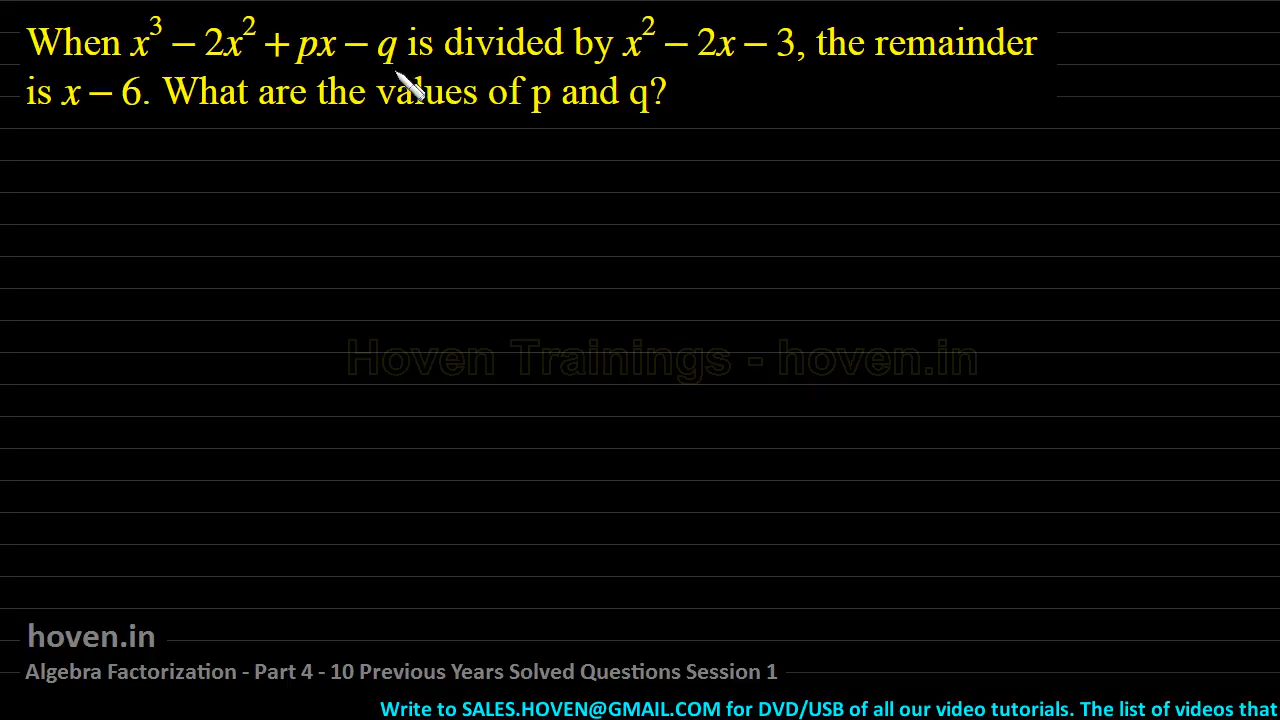 When x³ − 2x² + px − q is divided by x² − 2x − 3, the remainder
is x − 6. What are the values of p and q?
Hoven Trainings - hoven.in
hoven.in
Algebra Factorization - Part 4 - 10 Previous Years Solved Questions Session 1
Write to SALES.HOVEN@GMAIL.COM for DVD/USB of all our video tutorials. The list of videos that